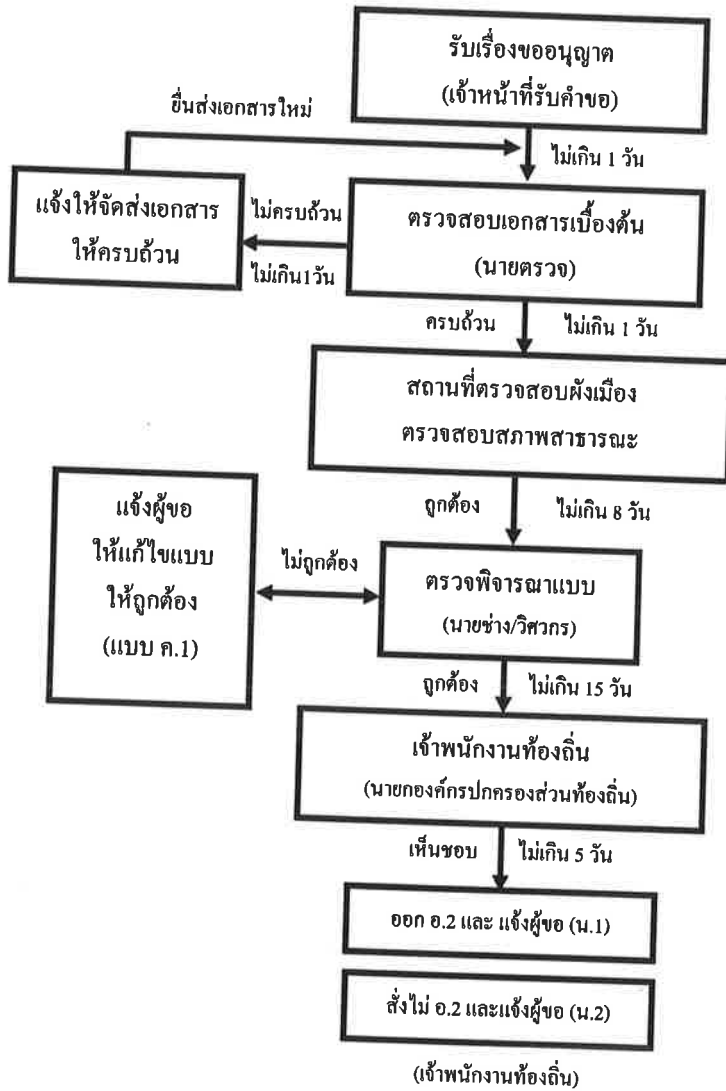 รับเรื่องขออนุญาต
(เจ้าหน้าที่รับคำขอ)
ยื่นส่งเอกสารใหม่
ไม่เกิน 1 วัน
แจ้งให้จัดส่งเอกสาร
ให้ครบถ้วน
ไม่ครบถ้วน
ไม่เกิน1วัน
ตรวจสอบเอกสารเบื้องต้น
(นายตรวจ)
ครบถ้วน
ไม่เกิน 1 วัน
สถานที่ตรวจสอบผังเมือง
ตรวจสอบสภาพสาธารณะ
ถูกต้อง
ไม่เกิน 8 วัน
แจ้งผู้ขอ
ให้แก้ไขแบบ
ให้ถูกต้อง
(แบบ ค.1)
ไม่ถูกต้อง
ตรวจพิจารณาแบบ
(นายช่าง/วิศวกร)
ถูกต้อง
ไม่เกิน 15 วัน
เจ้าพนักงานท้องถิ่น
(นายกองค์กรปกครองส่วนท้องถิ่น)
เห็นชอบ
ไม่เกิน 5 วัน
ออก อ.2 และ แจ้งผู้ขอ (น.1)
สั่งไม่ อ.2 และแจ้งผู้ขอ (น.2)
(เจ้าพนักงานท้องถิ่น)